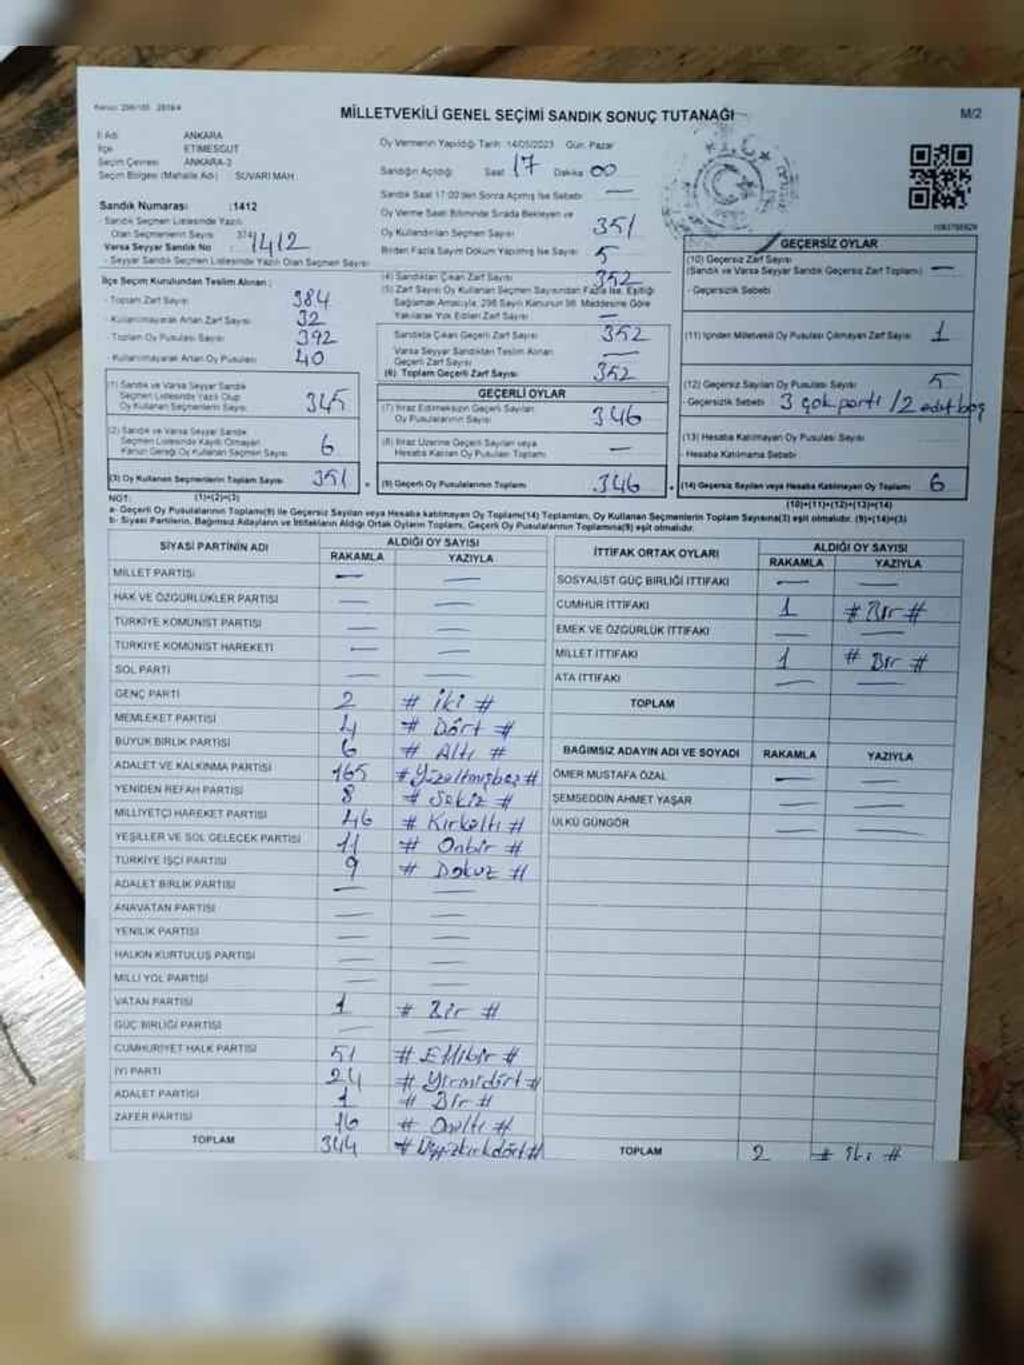 MİLLETVEKİLİ GENEL SEÇİMİ SANDIK SONUÇ TUTANAĞI
M/2
İl Adı ANKARA
İlçe ETİMESGUT
Seçim Çevresi ANKARA-3
Seçim Bölgesi (Mahalle Adı) SUVARİ MAH.
Sandık Numarası :1412
- Sandık Seçmen Listesinde Yazılı
Olan Seçmenlerin Sayısı
Varsa Seyyar Sandık No : 1412
- Seyyar Seçmen Listesinde Yazılı Olan Seçmen Sayısı
İlçe Seçim Kurulundan Teslim Alınan :
- Toplam Zarf Sayısı 384
- Kullanılmayarak Artan Zarf Sayısı 32
- Toplam Oy Pusulası Sayısı 392
- Kullanılmayarak Artan Oy Pusulası 40
(1) Sandık ve Varsa Seyyar Sandık
Seçmen Listesinde Yazılı Olup
Oy Kullanan Seçmenlerin Sayısı 345
(2) Sandık ve Varsa Seyyar Sandık
Seçmen Listesinde Kayıtlı Olmayan
Kanun Gereği Oy Kullanan Seçmen Sayısı 6
(3) Oy Kullanan Seçmenlerin Toplam Sayısı 351
(1)+(2)=(3)
Oy Vermenin Yapıldığı Tarih 14/05/2023 Gün Pazar
Sandığın Açıldığı Saat 17 Dakika 00
Sandık Saat 17:00'den Sonra Açılmış İse Sebebi —
Oy Verme Saati Bitiminde Sırada Bekleyen ve
Oy Kullandırılan Seçmen Sayısı 351
Birden Fazla Sayım Döküm Yapılmış İse Sayısı 5
(4) Sandıktan Çıkan Zarf Sayısı 352
(5) Zarf Sayısı Oy Kullanan Seçmen Sayısından Fazla İse, Eşitliği
Sağlamak Amacıyla, 298 Sayılı Kanunun 98. Maddesine Göre
Yakılarak Yok Edilen Zarf Sayısı —
Sandıkta Çıkan Geçerli Zarf Sayısı 352
Varsa Seyyar Sandıktan Teslim Alınan
Geçerli Zarf Sayısı —
(6) Toplam Geçerli Zarf Sayısı 352
GEÇERLİ OYLAR
(7) İtiraz Edilmeksizin Geçerli Sayılan
Oy Pusulalarının Sayısı 346
(8) İtiraz Üzerine Geçerli Sayılan veya
Hesaba Katılan Oy Pusulası Toplamı —
(9) Geçerli Oy Pusulalarının Toplamı 346
GEÇERSİZ OYLAR
(10) Geçersiz Zarf Sayısı
(Sandık ve Varsa Seyyar Sandık Geçersiz Zarf Toplamı) —
- Geçersizlik Sebebi
(11) İçinden Milletvekili Oy Pusulası Çıkmayan Zarf Sayısı 1
(12) Geçersiz Sayılan Oy Pusulası Sayısı 5
- Geçersizlik Sebebi 3 çok parti / 2 adet boş
(13) Hesaba Katılmayan Oy Pusulası Sayısı
- Hesaba Katılmama Sebebi
(14) Geçersiz Sayılan veya Hesaba Katılmayan Oy Toplamı 6
(10)+(11)+(12)+(13)=(14)
NOT:
a- Geçerli Oy Pusulaları Toplamı(9) ile Geçersiz Sayılan veya Hesaba katılmayan Oy Toplamı(14) Toplamları, Oy Kullanan Seçmenlerin Toplam Sayısına(3) eşit olmalıdır. (9)+(14)=(3)
b- Siyasi Partilerin, Bağımsız Adayların ve İttifakların Aldığı Ortak Oyların Toplamı, Geçerli Oy Pusulalarının Toplamına(9) eşit olmalıdır.
SİYASİ PARTİNİN ADI ALDIĞI OY SAYISI
RAKAMLA YAZIYLA
MİLLET PARTİSİ — —
HAK VE ÖZGÜRLÜKLER PARTİSİ — —
TÜRKİYE KOMÜNİST PARTİSİ — —
TÜRKİYE KOMÜNİST HAREKETİ — —
SOL PARTİ — —
GENÇ PARTİ 2 # İki #
MEMLEKET PARTİSİ 4 # Dört #
BÜYÜK BİRLİK PARTİSİ 6 # Altı #
ADALET VE KALKINMA PARTİSİ 165 # Yüzaltmışbeş #
YENİDEN REFAH PARTİSİ 8 # Sekiz #
MİLLİYETÇİ HAREKET PARTİSİ 46 # Kırkaltı #
YEŞİLLER VE SOL GELECEK PARTİSİ 11 # Onbir #
TÜRKİYE İŞÇİ PARTİSİ 9 # Dokuz #
ADALET BİRLİK PARTİSİ — —
ANAVATAN PARTİSİ — —
YENİLİK PARTİSİ — —
HALKIN KURTULUŞ PARTİSİ — —
MİLLİ YOL PARTİSİ — —
VATAN PARTİSİ 1 # Bir #
GÜÇ BİRLİĞİ PARTİSİ — —
CUMHURİYET HALK PARTİSİ 51 # Ellibir #
İYİ PARTİ 24 # Yirmidört #
ADALET PARTİSİ 1 # Bir #
ZAFER PARTİSİ 16 # Onaltı #
TOPLAM 344 # Üçyüzkırkdört #
İTTİFAK ORTAK OYLARI ALDIĞI OY SAYISI
RAKAMLA YAZIYLA
SOSYALİST GÜÇ BİRLİĞİ İTTİFAKI — —
CUMHUR İTTİFAKI 1 # Bir #
EMEK VE ÖZGÜRLÜK İTTİFAKI — —
MİLLET İTTİFAKI 1 # Bir #
ATA İTTİFAKI — —
TOPLAM
BAĞIMSIZ ADAYIN ADI VE SOYADI RAKAMLA YAZIYLA
ÖMER MUSTAFA ÖZAL — —
ŞEMSEDDİN AHMET YAŞAR — —
ÜLKÜ GÜNGÖR — —
TOPLAM 2 # İki #